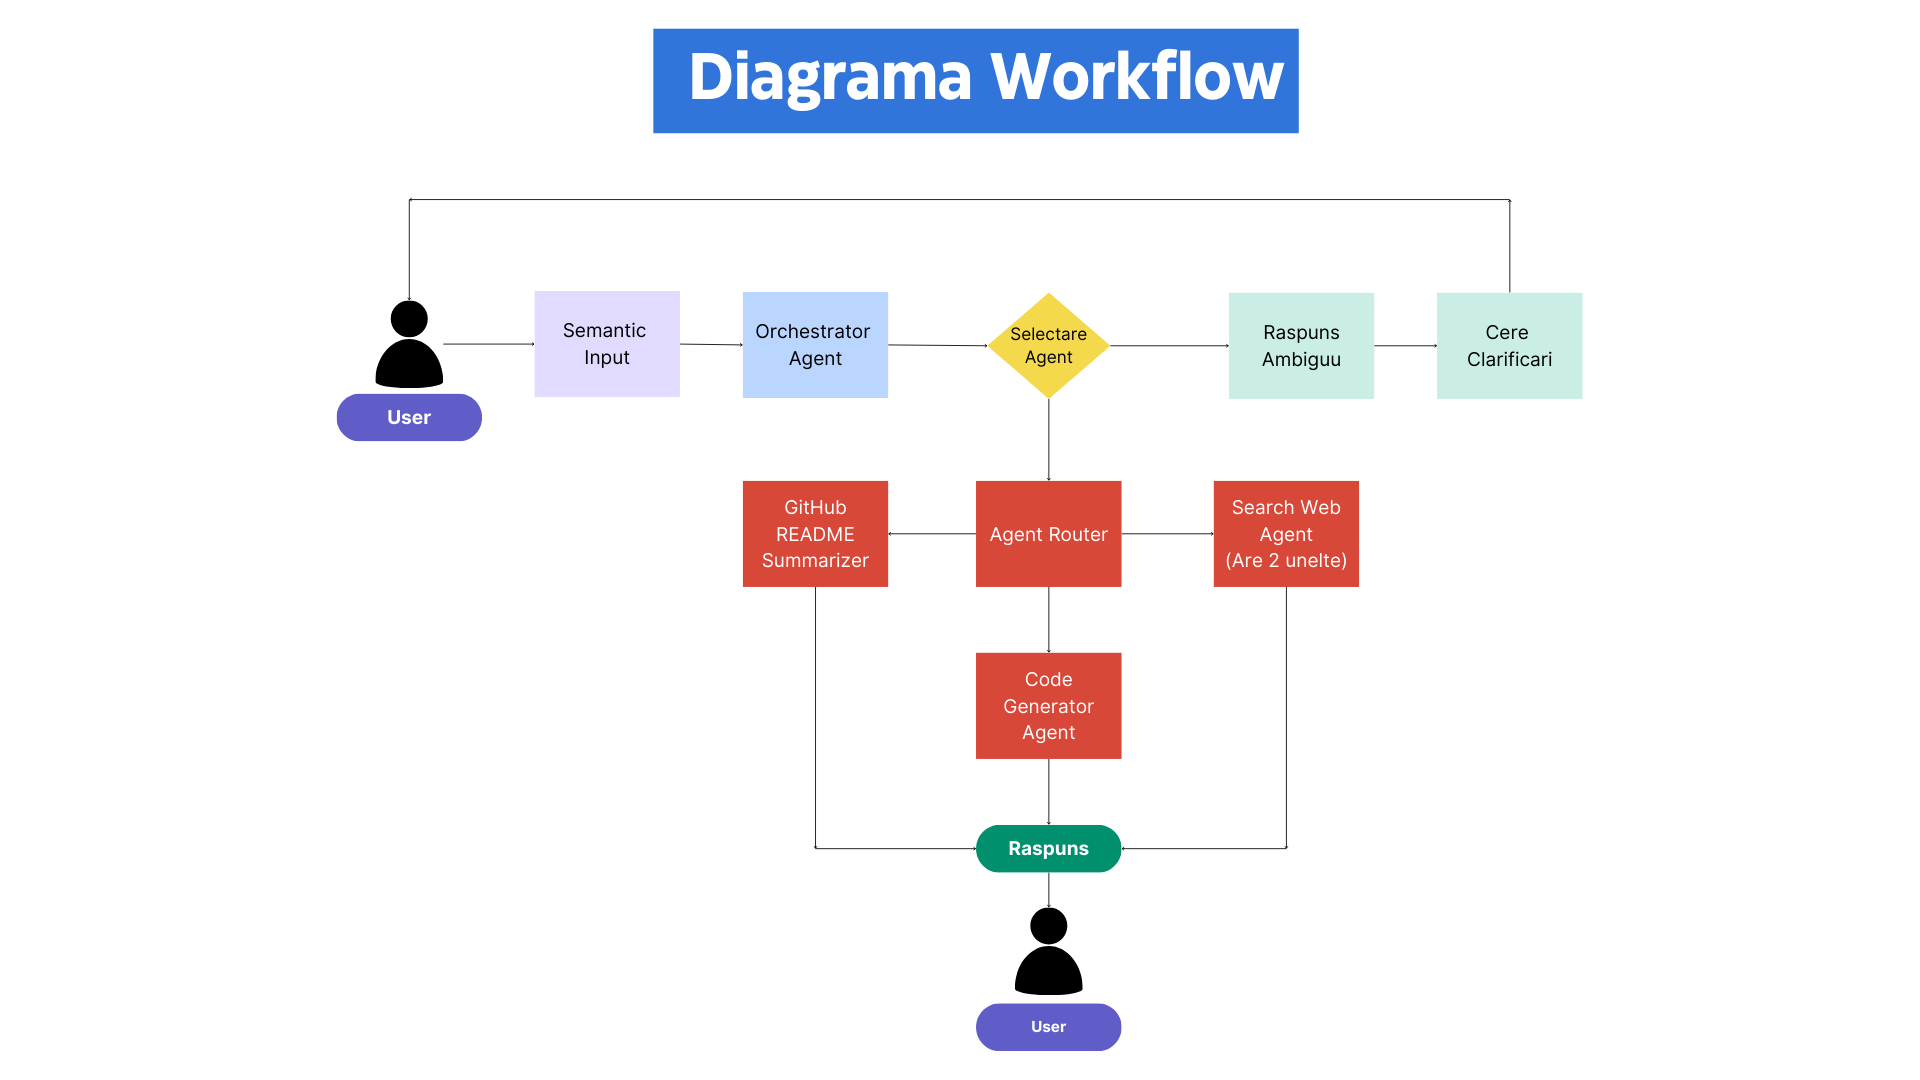 Diagrama Workflow
Semantic
Input
Orchestrator
Agent
Selectare
Agent
Raspuns
Ambiguu
Cere
Clarificari
User
GitHub
README
Summarizer
Agent Router
Search Web
Agent
(Are 2 unelte)
Code
Generator
Agent
Raspuns
User